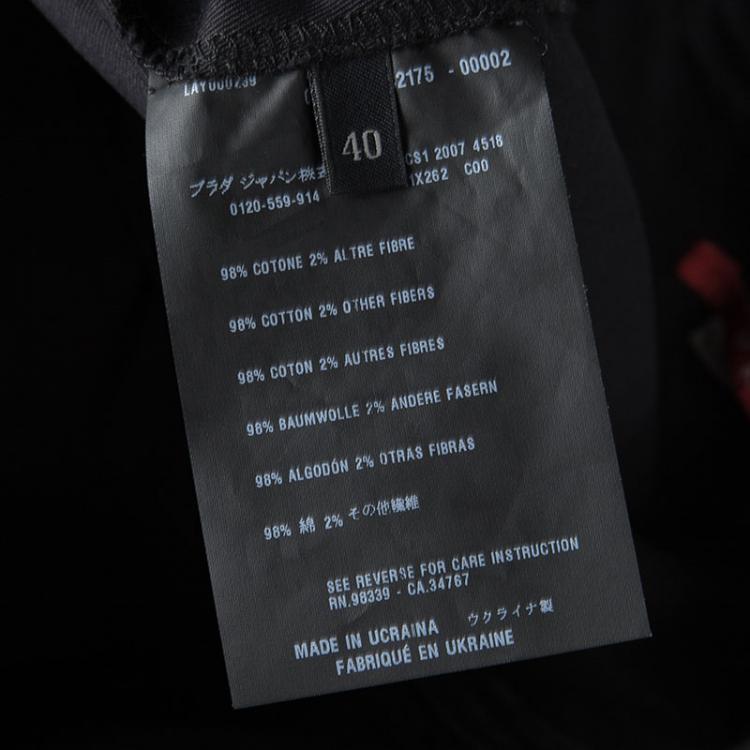 LAY000239
2175 - 00002
40
CS1 2007 4518
プラダ ジャパン株式
X262 C00
0120-559-914
98% COTONE 2% ALTRE FIBRE
98% COTTON 2% OTHER FIBERS
98% COTON 2% AUTRES FIBRES
98% BAUMWOLLE 2% ANDERE FASERN
98% ALGODÓN 2% OTRAS FIBRAS
98% 綿 2% その他繊維
SEE REVERSE FOR CARE INSTRUCTION
RN.98339 - CA.34767
MADE IN UCRAINA ウクライナ製
FABRIQUÉ EN UKRAINE